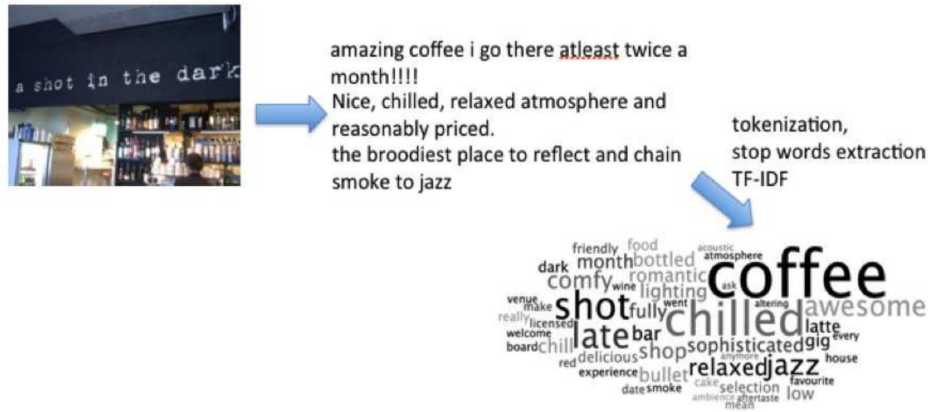 a shot in the dark
amazing coffee i go there atleast twice a
month!!!!
Nice, chilled, relaxed atmosphere and
reasonably priced.
the broodiest place to reflect and chain
smoke to jazz
tokenization,
stop words extraction
TF-IDF
friendly food acoustic
dark month bottled atmosphere
comfy wine romantic coffee
lighting ask
venue make shot fully went chilled altering awesome
really licensed late bar latte
welcome sophisticated gig every
board chill delicious shop anymore house
red relaxed jazz
experience bullet cake selection favourite
date smoke ambience aftertaste low
mean